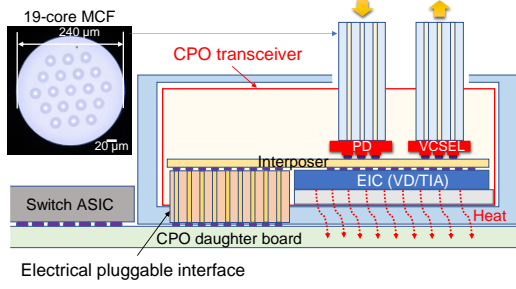 19-core MCF
240 μm
20 μm
CPO transceiver
PD
VCSEL
Interposer
EIC (VD/TIA)
Switch ASIC
Heat
CPO daughter board
Electrical pluggable interface